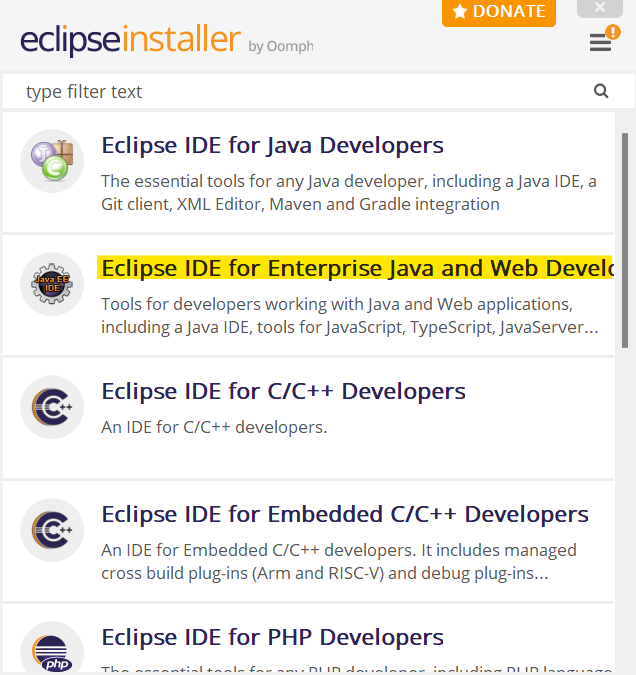 DONATE
eclipseinstaller by Oomph
!
type filter text
Eclipse IDE for Java Developers
The essential tools for any Java developer, including a Java IDE, a
Git client, XML Editor, Maven and Gradle integration
Java EE
IDE
Eclipse IDE for Enterprise Java and Web Develo
Tools for developers working with Java and Web applications,
including a Java IDE, tools for JavaScript, TypeScript, JavaServer...
C++
Eclipse IDE for C/C++ Developers
An IDE for C/C++ developers.
C++
Eclipse IDE for Embedded C/C++ Developers
An IDE for Embedded C/C++ developers. It includes managed
cross build plug-ins (Arm and RISC-V) and debug plug-ins...
php
Eclipse IDE for PHP Developers
The essential tools for any PHP developer, including PHP language